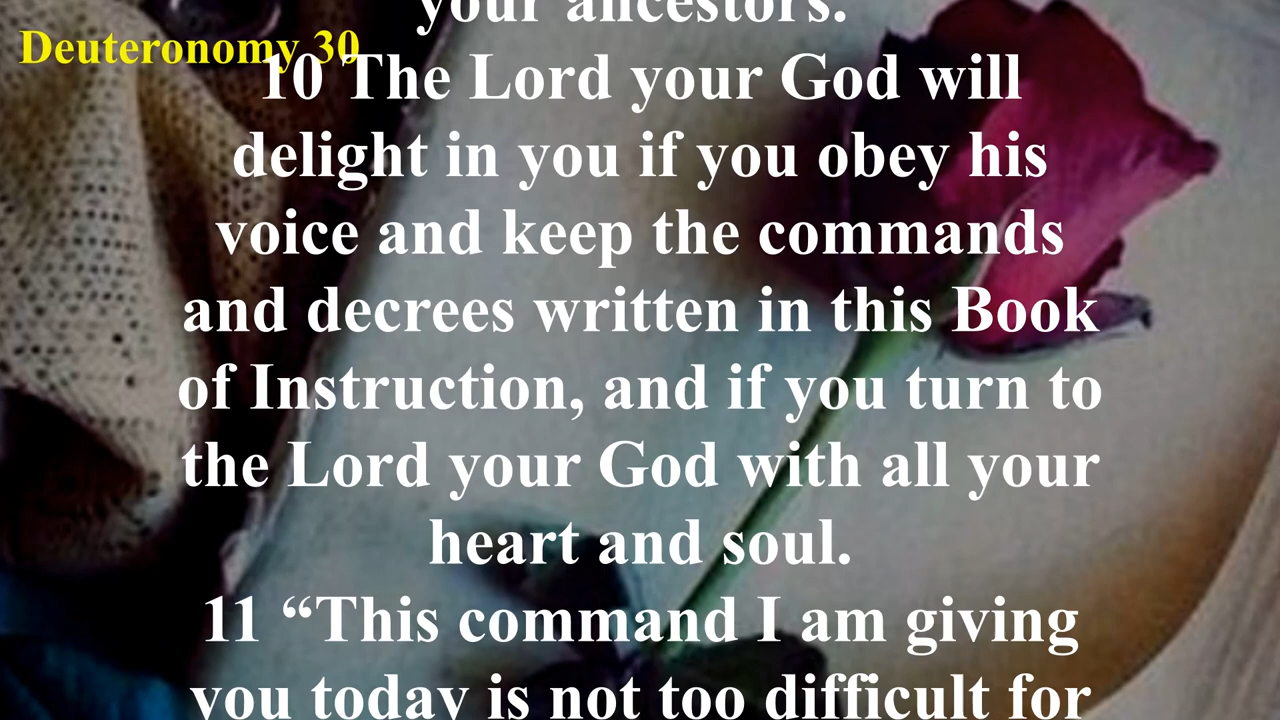 your ancestors.
Deuteronomy 30
10 The Lord your God will
delight in you if you obey his
voice and keep the commands
and decrees written in this Book
of Instruction, and if you turn to
the Lord your God with all your
heart and soul.
11 “This command I am giving
you today is not too difficult for